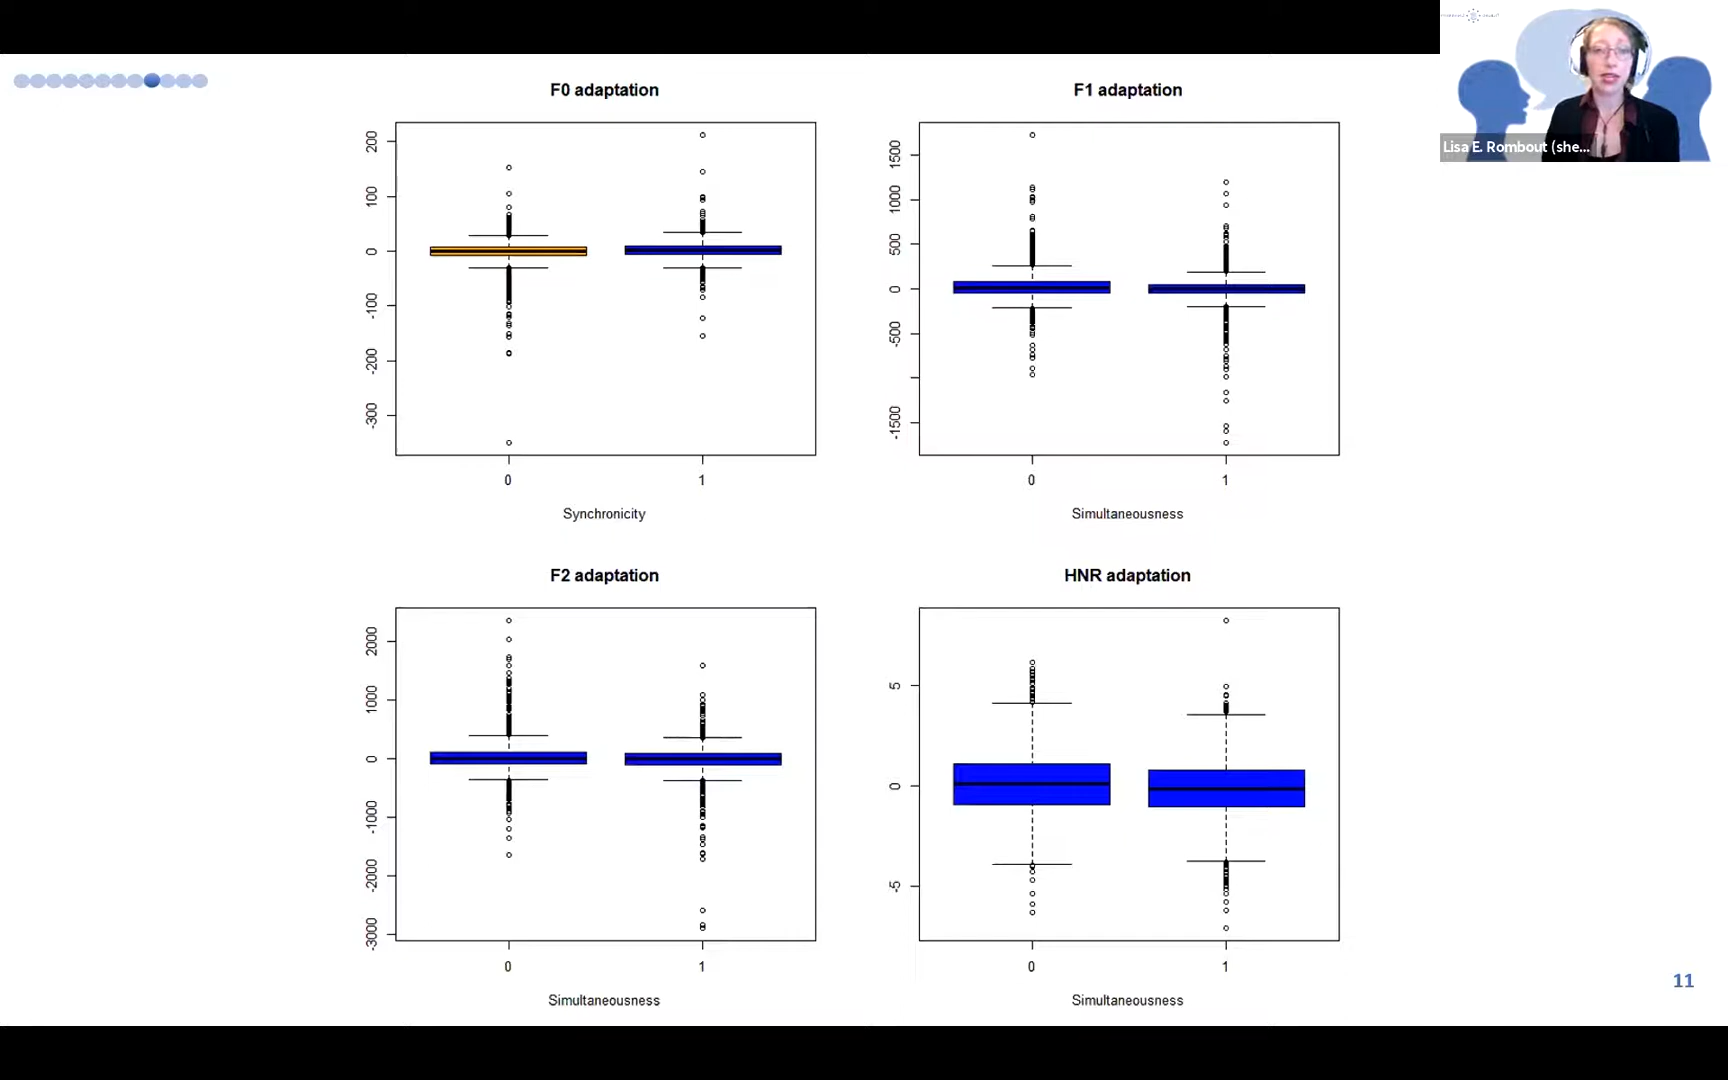 Lisa E. Rombout (she...
F0 adaptation
200
100
0
-100
-200
-300
0 1
Synchronicity
F1 adaptation
1500
1000
500
0
-500
-1500
0 1
Simultaneousness
F2 adaptation
2000
1000
0
-1000
-2000
-3000
0 1
Simultaneousness
HNR adaptation
5
0
-5
0 1
Simultaneousness
11